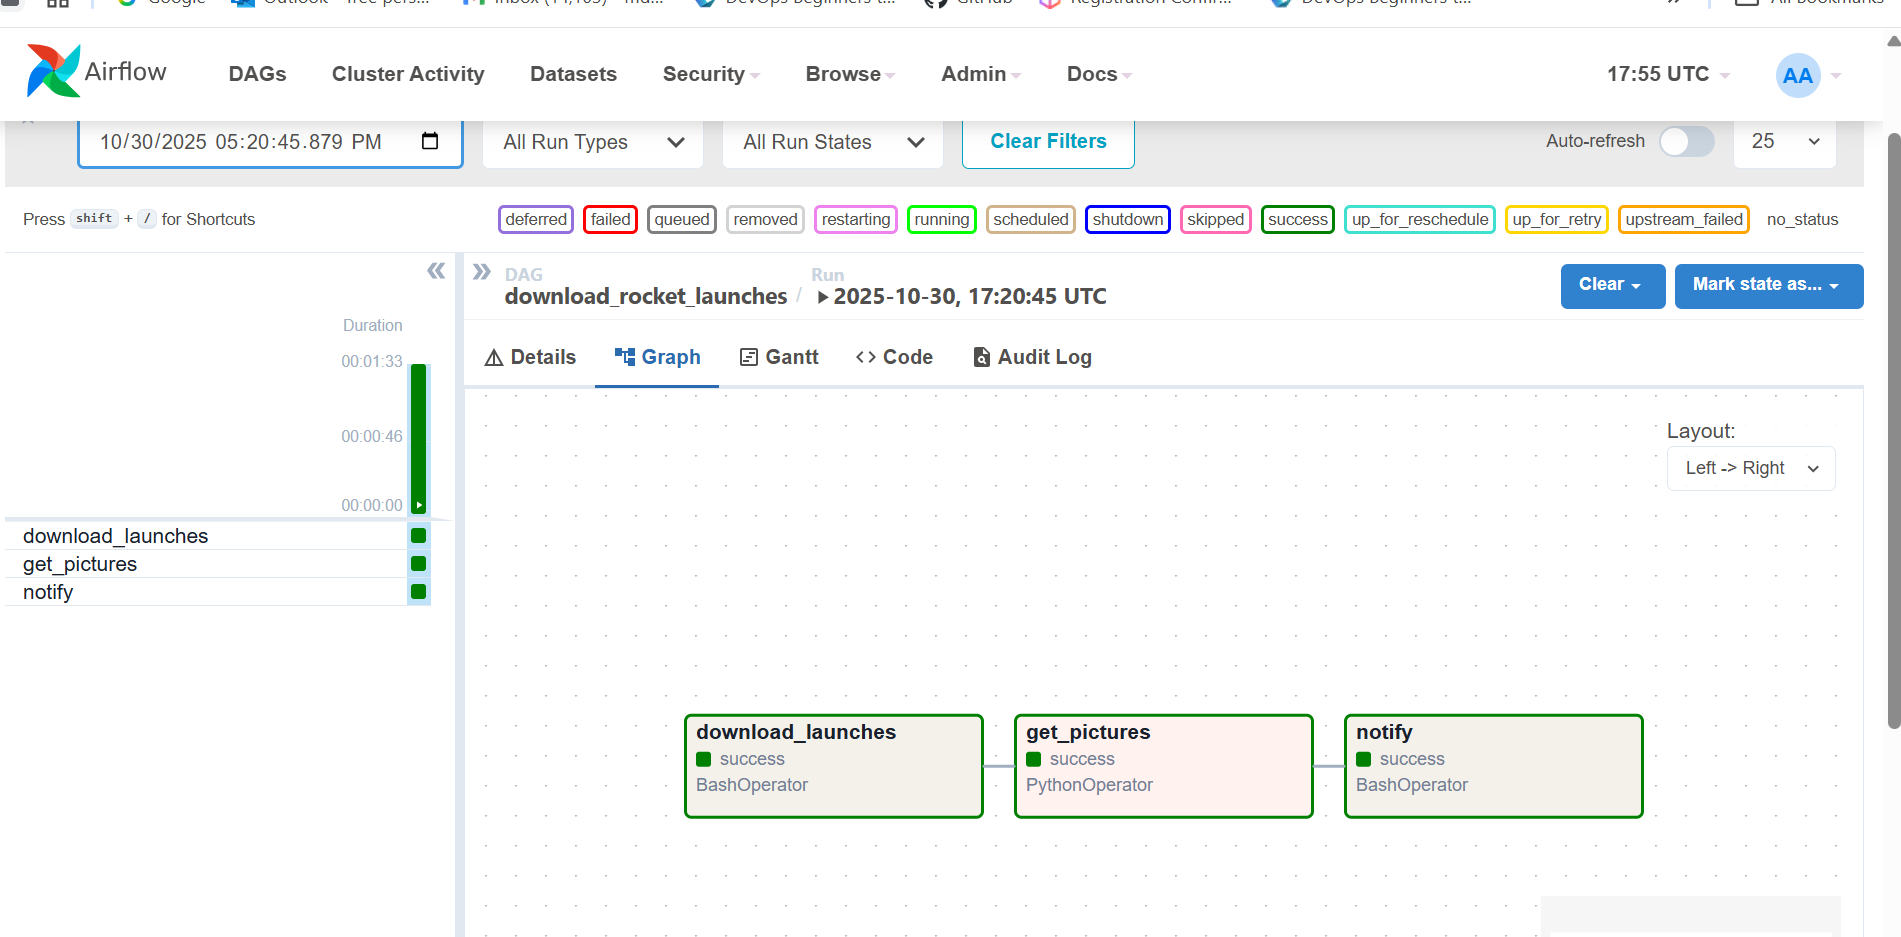 Google
Airflow
DAGs
Cluster Activity
Datasets
Security
Browse
Admin
Docs
17:55 UTC
AA
10/30/2025 05:20:45.879 PM
All Run Types
All Run States
Clear Filters
Auto-refresh
25
Press shift + / for Shortcuts
deferred
failed
queued
removed
restarting
running
scheduled
shutdown
skipped
success
up_for_reschedule
up_for_retry
upstream_failed
no_status
DAG
download_rocket_launches
/
Run
2025-10-30, 17:20:45 UTC
Clear
Mark state as...
Duration
00:01:33
00:00:46
00:00:00
download_launches
get_pictures
notify
Details
Graph
Gantt
<> Code
Audit Log
Layout:
Left -> Right
download_launches
success
BashOperator
get_pictures
success
PythonOperator
notify
success
BashOperator